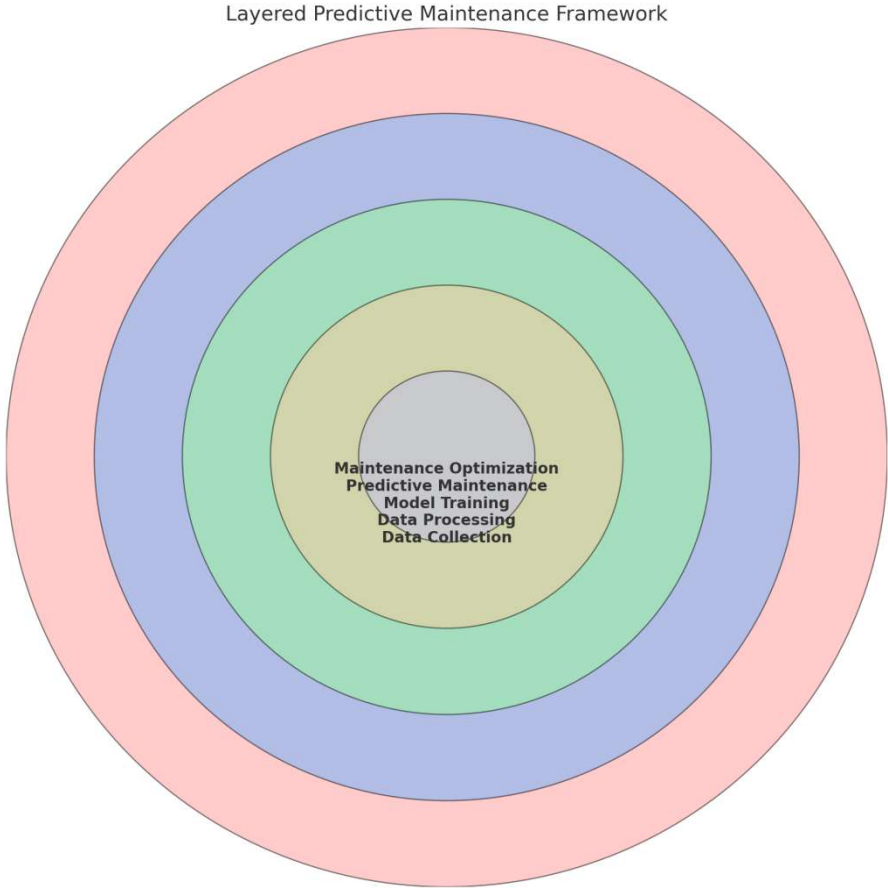 Layered Predictive Maintenance Framework
Maintenance Optimization
Predictive Maintenance
Model Training
Data Processing
Data Collection